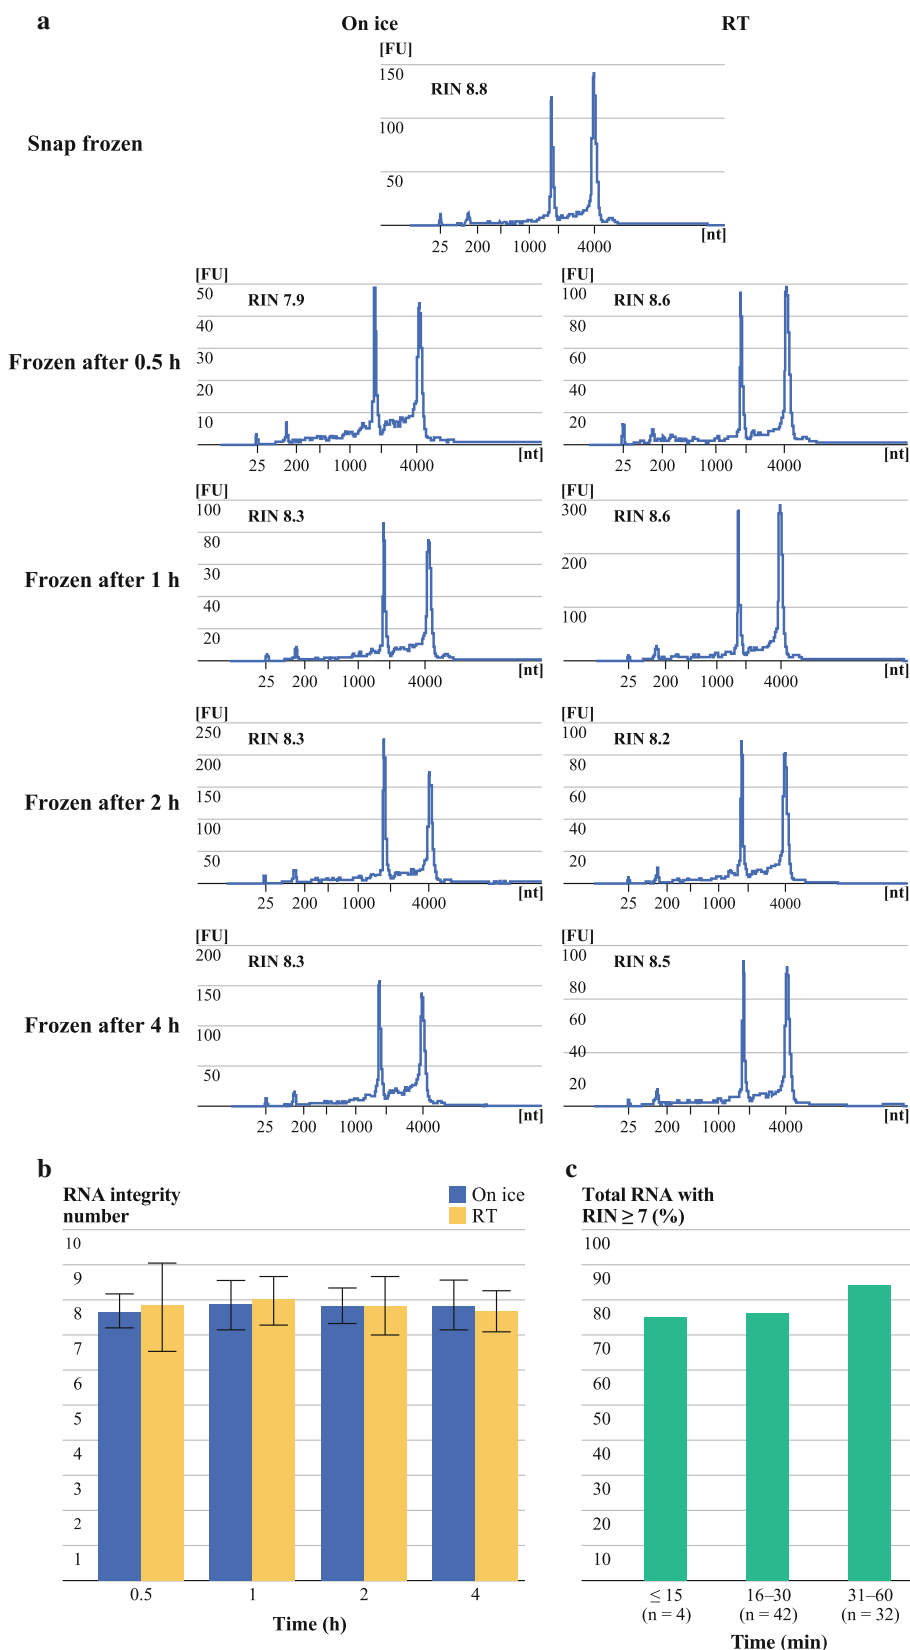 a
On ice RT
[FU]
150
RIN 8.8
100
Snap frozen
50
[nt]
25 200 1000 4000
[FU] [FU]
50 RIN 7.9 100 RIN 8.6
40 80
30 60
Frozen after 0.5 h
20 40
10 20
[nt] [nt]
25 200 1000 4000 25 200 1000 4000
[FU] [FU]
100 RIN 8.3 300 RIN 8.6
80
30 200
Frozen after 1 h
40
20 100
[nt] [nt]
25 200 1000 4000 25 200 1000 4000
[FU] [FU]
250 RIN 8.3 100 RIN 8.2
200 80
150 60
Frozen after 2 h
100 40
50 20
[nt] [nt]
25 200 1000 4000 25 200 1000 4000
[FU] [FU]
200 RIN 8.3 100 RIN 8.5
150 80
Frozen after 4 h
100 60
40
50 20
[nt] [nt]
25 200 1000 4000 25 200 1000 4000
b
RNA integrity
number
On ice
RT
10
9
8
7
6
5
4
3
2
1
0.5 1 2 4
Time (h)
c
Total RNA with
RIN ≥ 7 (%)
100
90
80
70
60
50
40
30
20
10
≤ 15 16–30 31–60
(n = 4) (n = 42) (n = 32)
Time (min)